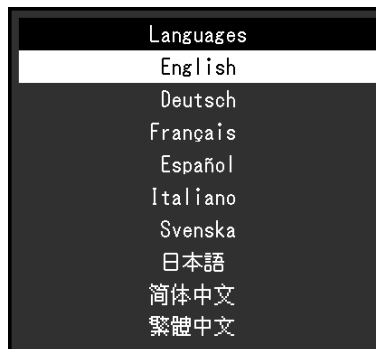 Languages
English
Deutsch
Français
Español
Italiano
Svenska
日本語
简体中文
繁體中文